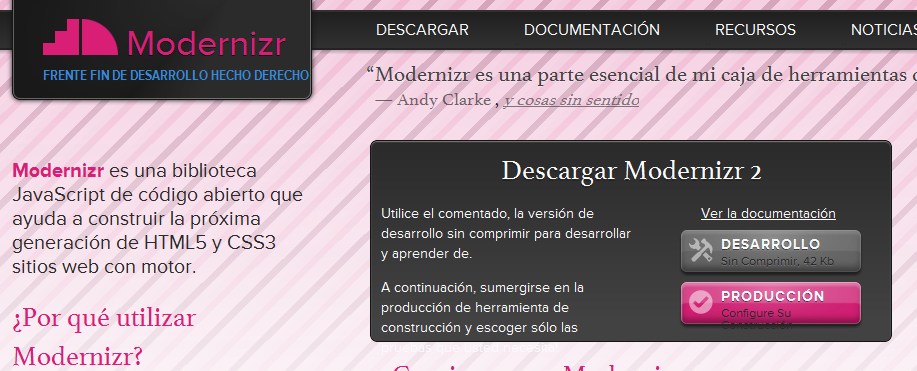 Modernizr
FRENTE FIN DE DESARROLLO HECHO DERECHO
DESCARGAR DOCUMENTACIÓN RECURSOS NOTICIAS
“Modernizr es una parte esencial de mi caja de herramientas
— Andy Clarke , y cosas sin sentido
Modernizr es una biblioteca
JavaScript de código abierto que
ayuda a construir la próxima
generación de HTML5 y CSS3
sitios web con motor.
¿Por qué utilizar
Modernizr?
Descargar Modernizr 2
Utilice el comentado, la versión de
desarrollo sin comprimir para desarrollar
y aprender de.
A continuación, sumergirse en la
producción de herramienta de
construcción y escoger sólo las
Ver la documentación
DESARROLLO
Sin Comprimir, 42 Kb
PRODUCCIÓN
Configure Su
Construcción